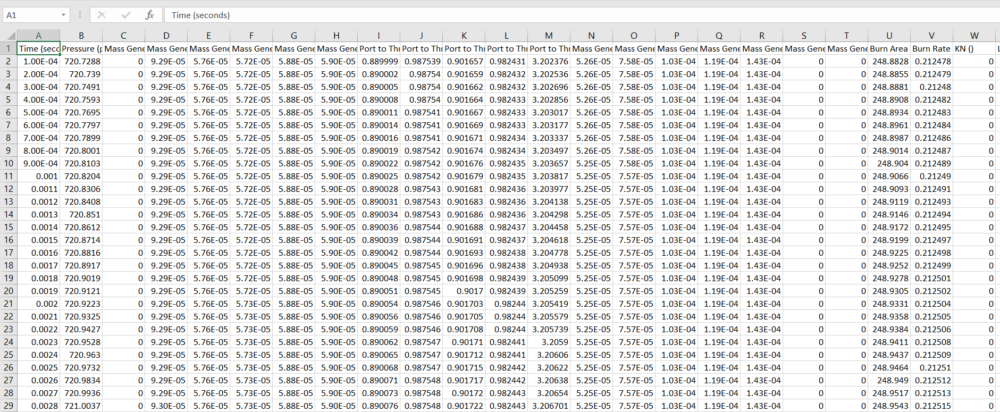 A1 fx Time (seconds)
A B C D E F G H I J K L M N O P Q R S T U V W
1 Time (secc Pressure (p Mass Gene Mass Gene Mass Gene Mass Gene Mass Gene Mass Gene Port to Thr Port to Thr Port to Thr Port to Thr Port to Thr Mass Gene Mass Gene Mass Gene Mass Gene Mass Gene Mass Gene Mass Gene Burn Area Burn Rate KN () L
2 1.00E-04 720.7288 0 9.29E-05 5.76E-05 5.72E-05 5.88E-05 5.90E-05 0.889999 0.987539 0.901657 0.982431 3.202376 5.26E-05 7.58E-05 1.03E-04 1.19E-04 1.43E-04 0 0 248.8828 0.212478 0
3 2.00E-04 720.739 0 9.29E-05 5.76E-05 5.72E-05 5.88E-05 5.90E-05 0.890002 0.98754 0.901659 0.982432 3.202536 5.26E-05 7.58E-05 1.03E-04 1.19E-04 1.43E-04 0 0 248.8855 0.212479 0
4 3.00E-04 720.7491 0 9.29E-05 5.76E-05 5.72E-05 5.88E-05 5.90E-05 0.890005 0.98754 0.901662 0.982432 3.202696 5.26E-05 7.58E-05 1.03E-04 1.19E-04 1.43E-04 0 0 248.8881 0.21248 0
5 4.00E-04 720.7593 0 9.29E-05 5.76E-05 5.72E-05 5.88E-05 5.90E-05 0.890008 0.98754 0.901664 0.982433 3.202856 5.26E-05 7.58E-05 1.03E-04 1.19E-04 1.43E-04 0 0 248.8908 0.212482 0
6 5.00E-04 720.7695 0 9.29E-05 5.76E-05 5.72E-05 5.88E-05 5.90E-05 0.890011 0.987541 0.901667 0.982433 3.203017 5.26E-05 7.58E-05 1.03E-04 1.19E-04 1.43E-04 0 0 248.8934 0.212483 0
7 6.00E-04 720.7797 0 9.29E-05 5.76E-05 5.72E-05 5.88E-05 5.90E-05 0.890014 0.987541 0.901669 0.982433 3.203177 5.26E-05 7.58E-05 1.03E-04 1.19E-04 1.43E-04 0 0 248.8961 0.212484 0
8 7.00E-04 720.7899 0 9.29E-05 5.76E-05 5.72E-05 5.88E-05 5.90E-05 0.890016 0.987541 0.901671 0.982434 3.203337 5.26E-05 7.58E-05 1.03E-04 1.19E-04 1.43E-04 0 0 248.8987 0.212486 0
9 8.00E-04 720.8001 0 9.29E-05 5.76E-05 5.72E-05 5.88E-05 5.90E-05 0.890019 0.987542 0.901674 0.982434 3.203497 5.26E-05 7.58E-05 1.03E-04 1.19E-04 1.43E-04 0 0 248.9014 0.212487 0
10 9.00E-04 720.8103 0 9.29E-05 5.76E-05 5.72E-05 5.88E-05 5.90E-05 0.890022 0.987542 0.901676 0.982435 3.203657 5.25E-05 7.58E-05 1.03E-04 1.19E-04 1.43E-04 0 0 248.904 0.212489 0
11 0.001 720.8204 0 9.29E-05 5.76E-05 5.72E-05 5.88E-05 5.90E-05 0.890025 0.987542 0.901679 0.982435 3.203817 5.25E-05 7.57E-05 1.03E-04 1.19E-04 1.43E-04 0 0 248.9066 0.21249 0
12 0.0011 720.8306 0 9.29E-05 5.76E-05 5.72E-05 5.88E-05 5.90E-05 0.890028 0.987543 0.901681 0.982436 3.203977 5.25E-05 7.57E-05 1.03E-04 1.19E-04 1.43E-04 0 0 248.9093 0.212491 0
13 0.0012 720.8408 0 9.29E-05 5.76E-05 5.72E-05 5.88E-05 5.90E-05 0.890031 0.987543 0.901683 0.982436 3.204138 5.25E-05 7.57E-05 1.03E-04 1.19E-04 1.43E-04 0 0 248.9119 0.212493 0
14 0.0013 720.851 0 9.29E-05 5.76E-05 5.72E-05 5.88E-05 5.90E-05 0.890034 0.987543 0.901686 0.982436 3.204298 5.25E-05 7.57E-05 1.03E-04 1.19E-04 1.43E-04 0 0 248.9146 0.212494 0
15 0.0014 720.8612 0 9.29E-05 5.76E-05 5.72E-05 5.88E-05 5.90E-05 0.890036 0.987544 0.901688 0.982437 3.204458 5.25E-05 7.57E-05 1.03E-04 1.19E-04 1.43E-04 0 0 248.9172 0.212495 0
16 0.0015 720.8714 0 9.29E-05 5.76E-05 5.72E-05 5.88E-05 5.90E-05 0.890039 0.987544 0.901691 0.982437 3.204618 5.25E-05 7.57E-05 1.03E-04 1.19E-04 1.43E-04 0 0 248.9199 0.212497 0
17 0.0016 720.8816 0 9.29E-05 5.76E-05 5.72E-05 5.88E-05 5.90E-05 0.890042 0.987544 0.901693 0.982438 3.204778 5.25E-05 7.57E-05 1.03E-04 1.19E-04 1.43E-04 0 0 248.9225 0.212498 0
18 0.0017 720.8917 0 9.29E-05 5.76E-05 5.72E-05 5.88E-05 5.90E-05 0.890045 0.987545 0.901696 0.982438 3.204938 5.25E-05 7.57E-05 1.03E-04 1.19E-04 1.43E-04 0 0 248.9252 0.212499 0
19 0.0018 720.9019 0 9.29E-05 5.76E-05 5.72E-05 5.88E-05 5.90E-05 0.890048 0.987545 0.901698 0.982439 3.205099 5.25E-05 7.57E-05 1.03E-04 1.19E-04 1.43E-04 0 0 248.9278 0.212501 0
20 0.0019 720.9121 0 9.29E-05 5.76E-05 5.72E-05 5.88E-05 5.90E-05 0.890051 0.987545 0.9017 0.982439 3.205259 5.25E-05 7.57E-05 1.03E-04 1.19E-04 1.43E-04 0 0 248.9305 0.212502 0
21 0.002 720.9223 0 9.29E-05 5.76E-05 5.73E-05 5.88E-05 5.90E-05 0.890054 0.987546 0.901703 0.98244 3.205419 5.25E-05 7.57E-05 1.03E-04 1.19E-04 1.43E-04 0 0 248.9331 0.212504 0
22 0.0021 720.9325 0 9.29E-05 5.76E-05 5.73E-05 5.88E-05 5.90E-05 0.890056 0.987546 0.901705 0.98244 3.205579 5.25E-05 7.57E-05 1.03E-04 1.19E-04 1.43E-04 0 0 248.9358 0.212505 0
23 0.0022 720.9427 0 9.29E-05 5.76E-05 5.73E-05 5.88E-05 5.90E-05 0.890059 0.987546 0.901708 0.98244 3.205739 5.25E-05 7.57E-05 1.03E-04 1.19E-04 1.43E-04 0 0 248.9384 0.212506 0
24 0.0023 720.9528 0 9.29E-05 5.76E-05 5.73E-05 5.88E-05 5.90E-05 0.890062 0.987547 0.90171 0.982441 3.2059 5.25E-05 7.57E-05 1.03E-04 1.19E-04 1.43E-04 0 0 248.9411 0.212508 0
25 0.0024 720.963 0 9.29E-05 5.76E-05 5.73E-05 5.88E-05 5.90E-05 0.890065 0.987547 0.901712 0.982441 3.20606 5.25E-05 7.57E-05 1.03E-04 1.19E-04 1.43E-04 0 0 248.9437 0.212509 0
26 0.0025 720.9732 0 9.29E-05 5.76E-05 5.73E-05 5.88E-05 5.90E-05 0.890068 0.987547 0.901715 0.982442 3.20622 5.25E-05 7.57E-05 1.03E-04 1.19E-04 1.43E-04 0 0 248.9464 0.21251 0
27 0.0026 720.9834 0 9.29E-05 5.76E-05 5.73E-05 5.88E-05 5.90E-05 0.890071 0.987548 0.901717 0.982442 3.20638 5.25E-05 7.57E-05 1.03E-04 1.19E-04 1.43E-04 0 0 248.949 0.212512 0
28 0.0027 720.9936 0 9.29E-05 5.76E-05 5.73E-05 5.88E-05 5.90E-05 0.890073 0.987548 0.90172 0.982443 3.20654 5.25E-05 7.57E-05 1.03E-04 1.19E-04 1.43E-04 0 0 248.9517 0.212513 0
29 0.0028 721.0037 0 9.30E-05 5.76E-05 5.73E-05 5.88E-05 5.90E-05 0.890076 0.987548 0.901722 0.982443 3.206701 5.25E-05 7.57E-05 1.03E-04 1.19E-04 1.43E-04 0 0 248.9543 0.212515 0